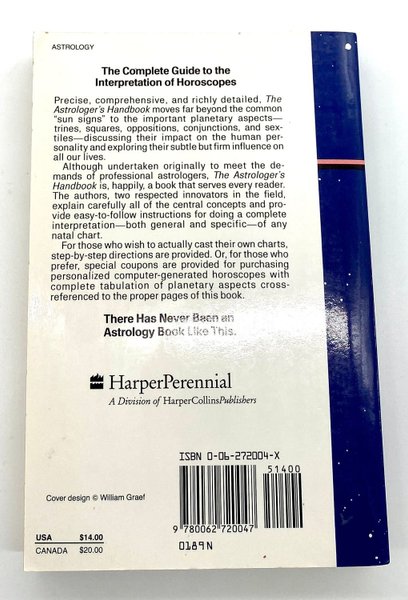 ASTROLOGY
The Complete Guide to the
Interpretation of Horoscopes
Precise, comprehensive, and richly detailed, The
Astrologer's Handbook moves far beyond the common
"sun signs" to the important planetary aspects—
trines, squares, oppositions, conjunctions, and sex-
tiles—discussing their impact on the human per-
sonality and exploring their subtle but firm influence on
all our lives.
Although undertaken originally to meet the de-
mands of professional astrologers, The Astrologer's
Handbook is, happily, a book that serves every reader.
The authors, two respected innovators in the field,
explain carefully all of the central concepts and pro-
vide easy-to-follow instructions for doing a complete
interpretation—both general and specific—of any
natal chart.
For those who wish to actually cast their own charts,
step-by-step directions are provided. Or, for those who
prefer, special coupons are provided for purchasing
personalized computer-generated horoscopes with
complete tabulation of planetary aspects cross-
referenced to the proper pages of this book.
There Has Never Been an
Astrology Book Like This.
HarperPerennial
A Division of HarperCollinsPublishers
ISBN 0-06-272004-X
51400
Cover design © William Graef
9 780062 720047
USA $14.00
CANADA $20.00
0189N